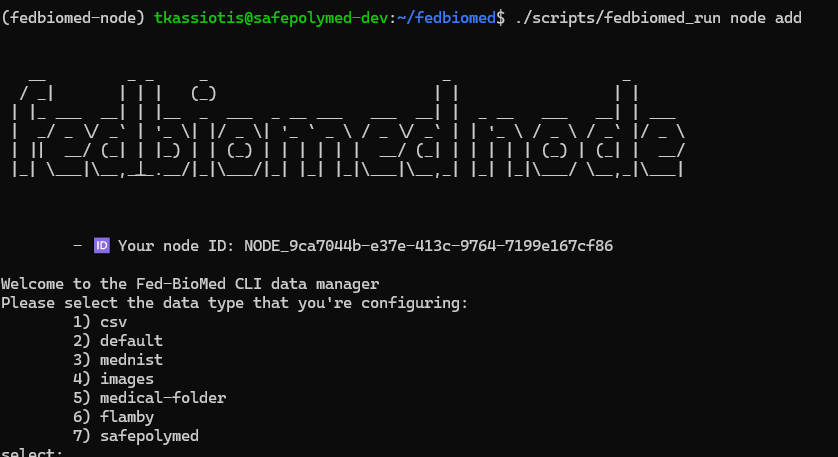 (fedbiomed-node) tkassiotis@safepolymed-dev:~/fedbiomed$ ./scripts/fedbiomed_run node add
fedbiomed node
- 🆔 Your node ID: NODE_9ca7044b-e37e-413c-9764-7199e167cf86
Welcome to the Fed-BioMed CLI data manager
Please select the data type that you're configuring:
1) csv
2) default
3) mednist
4) images
5) medical-folder
6) flamby
7) safepolymed
select: